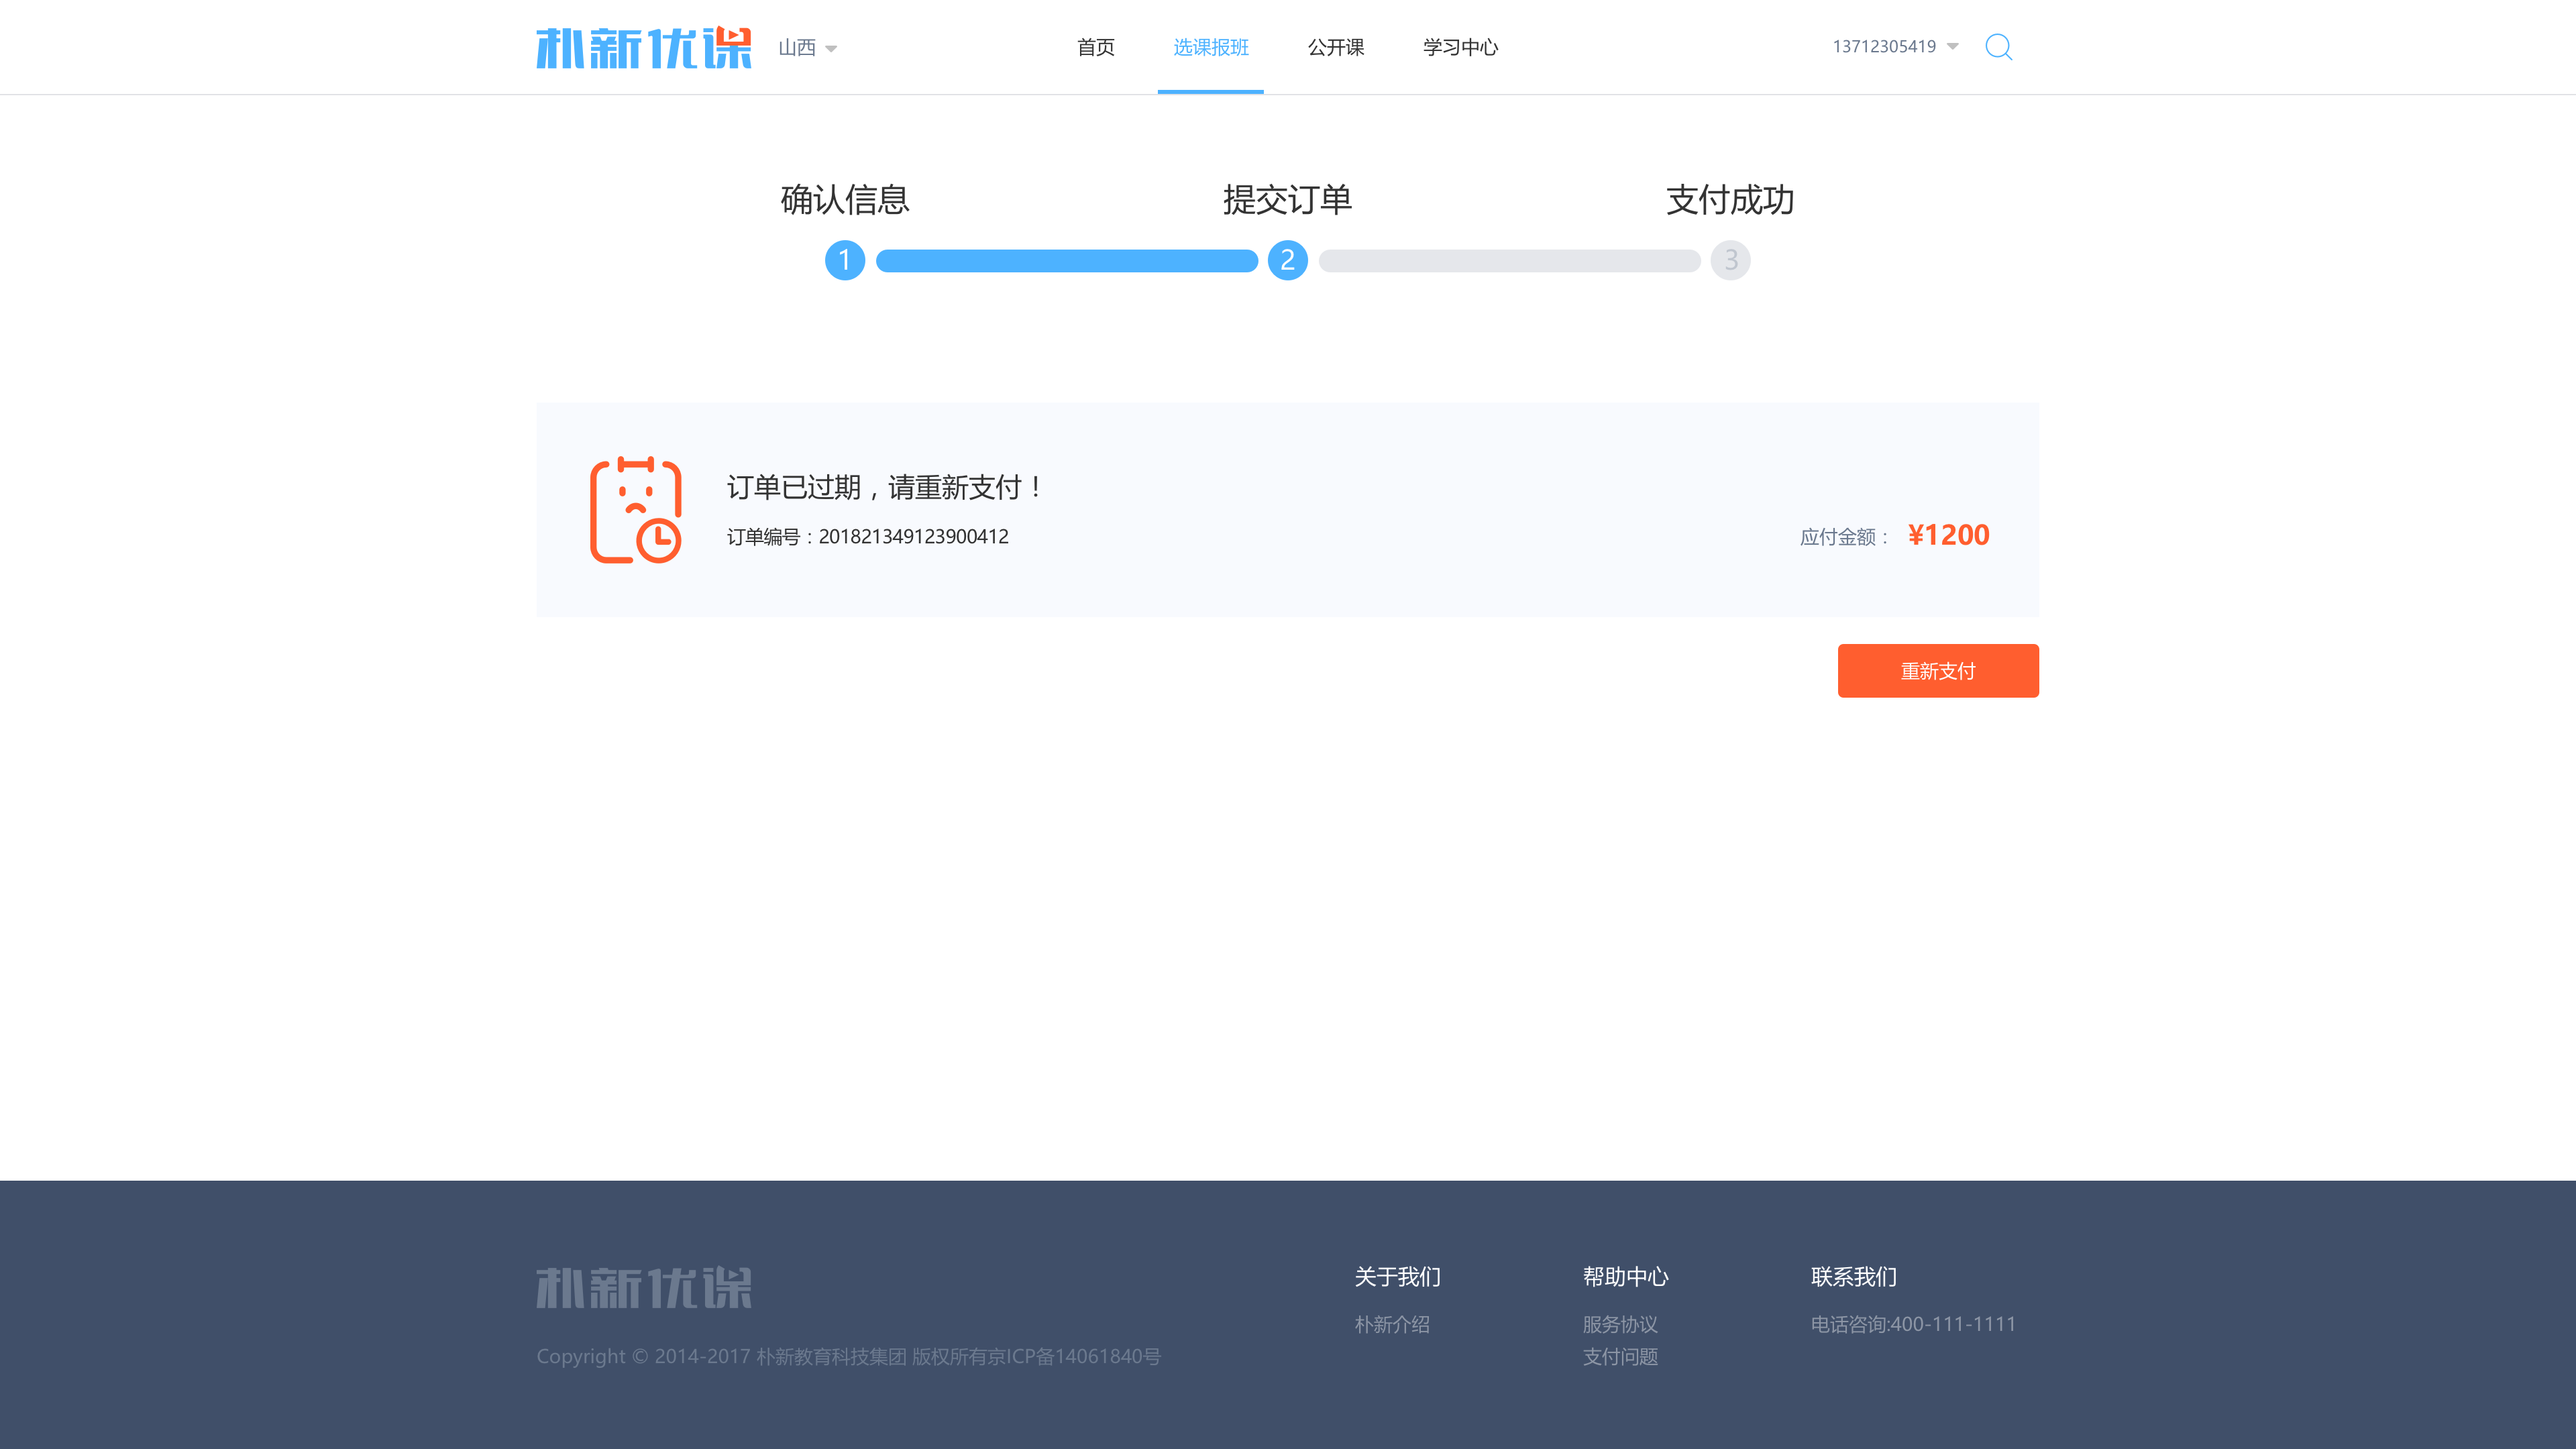 朴新优课 山西 首页 选课报班 公开课 学习中心 13712305419
确认信息 提交订单 支付成功
1 2 3
订单已过期，请重新支付！
订单编号：201821349123900412 应付金额： ¥1200
重新支付
朴新优课
Copyright © 2014-2017 朴新教育科技集团 版权所有京ICP备14061840号
关于我们
朴新介绍
帮助中心
服务协议
支付问题
联系我们
电话咨询:400-111-1111